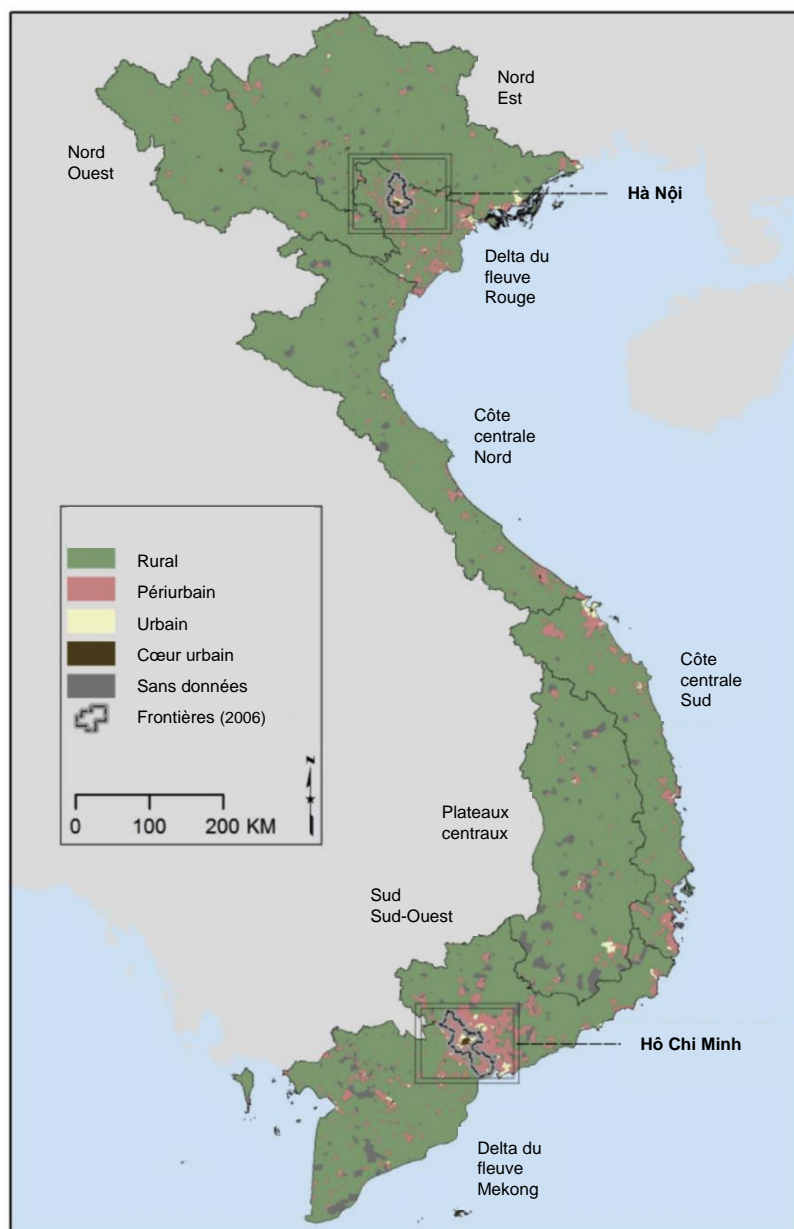 Nord
Est
Nord
Ouest
Hà Nội
Delta du
fleuve
Rouge
Côte
centrale
Nord
Rural
Périurbain
Urbain
Cœur urbain
Sans données
Frontières (2006)
N
0 100 200 KM
Côte
centrale
Sud
Plateaux
centraux
Sud
Sud-Ouest
Hô Chi Minh
Delta du
fleuve
Mekong